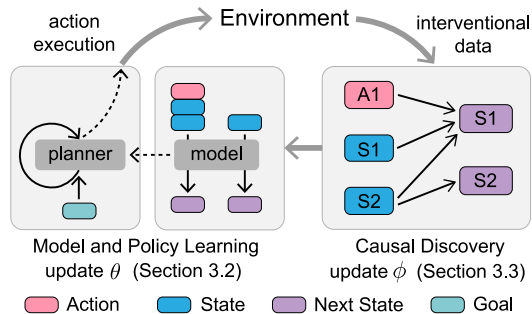 action
execution
Environment
interventional
data
planner
model
A1
S1
S2
S1
S2
Model and Policy Learning
update θ (Section 3.2)
Causal Discovery
update ϕ (Section 3.3)
Action
State
Next State
Goal